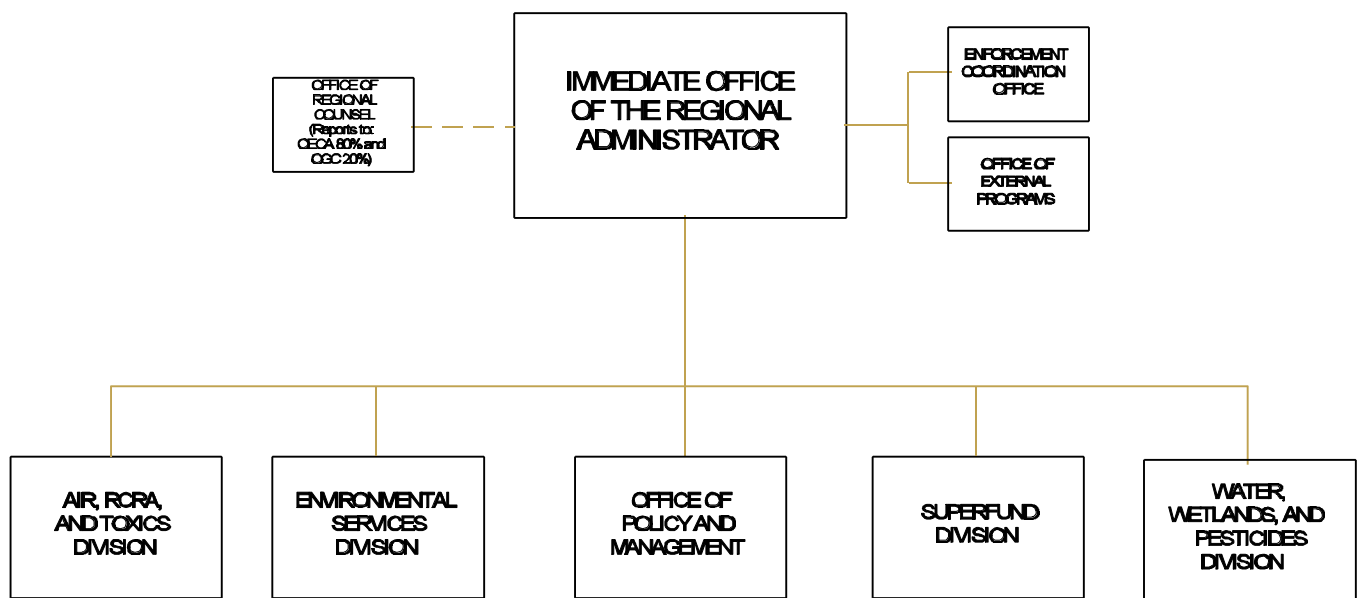 OFFICE OF
REGIONAL
COUNSEL
(Reports to:
OECA 80% and
OGC 20%)
IMMEDIATE OFFICE
OF THE REGIONAL
ADMINISTRATOR
ENFORCEMENT
COORDINATION
OFFICE
OFFICE OF
EXTERNAL
PROGRAMS
AIR, RCRA,
AND TOXICS
DIVISION
ENVIRONMENTAL
SERVICES
DIVISION
OFFICE OF
POLICY AND
MANAGEMENT
SUPERFUND
DIVISION
WATER,
WETLANDS, AND
PESTICIDES
DIVISION